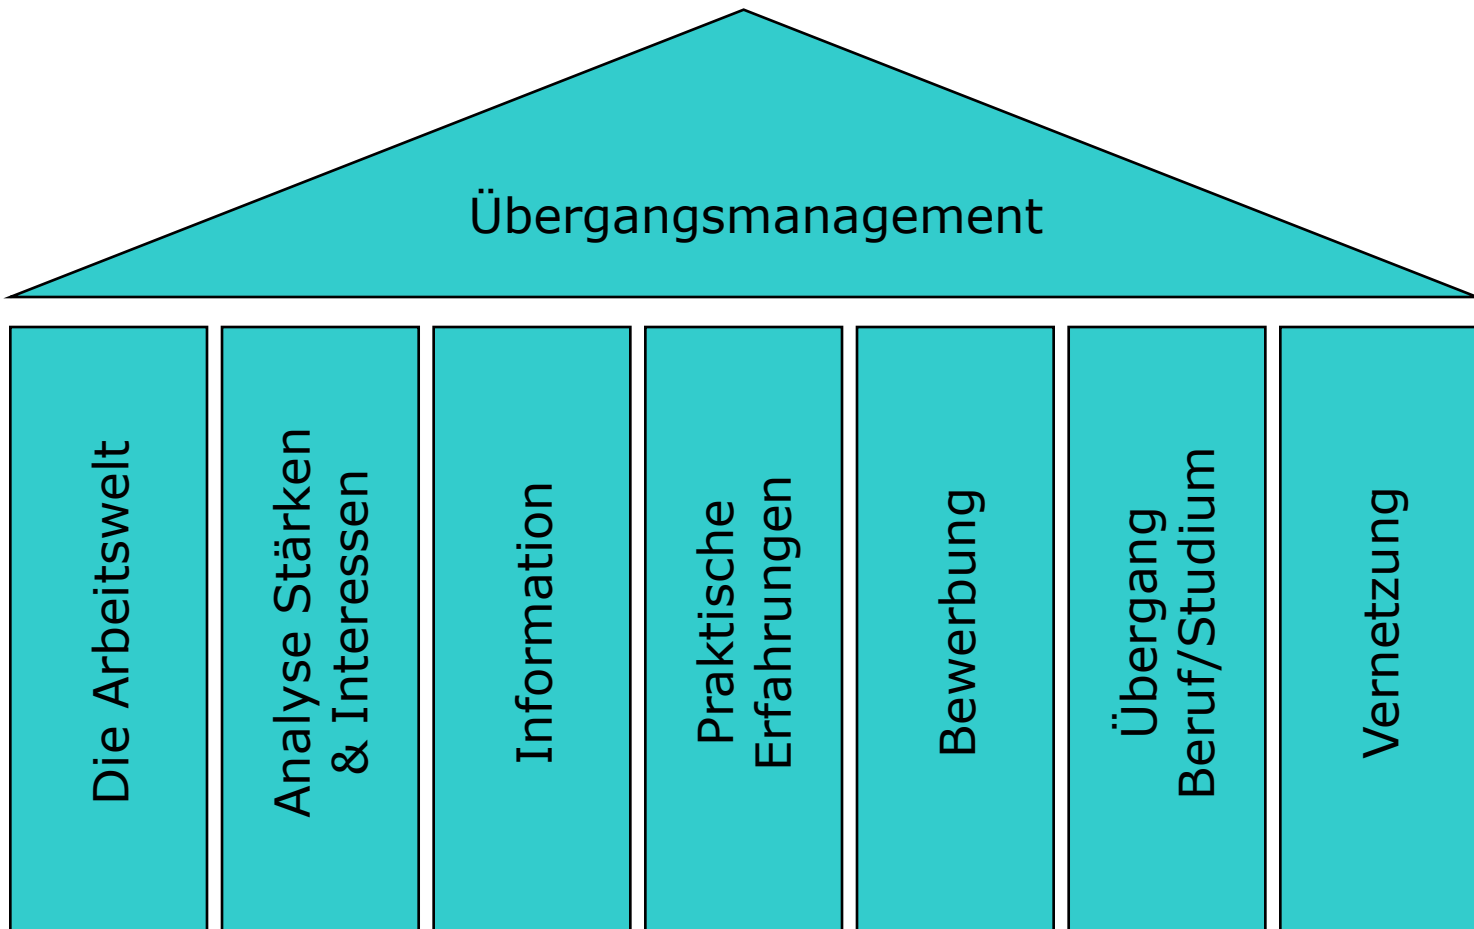 Übergangsmanagement
Die Arbeitswelt
Analyse Stärken
& Interessen
Information
Praktische
Erfahrungen
Bewerbung
Übergang
Beruf/Studium
Vernetzung